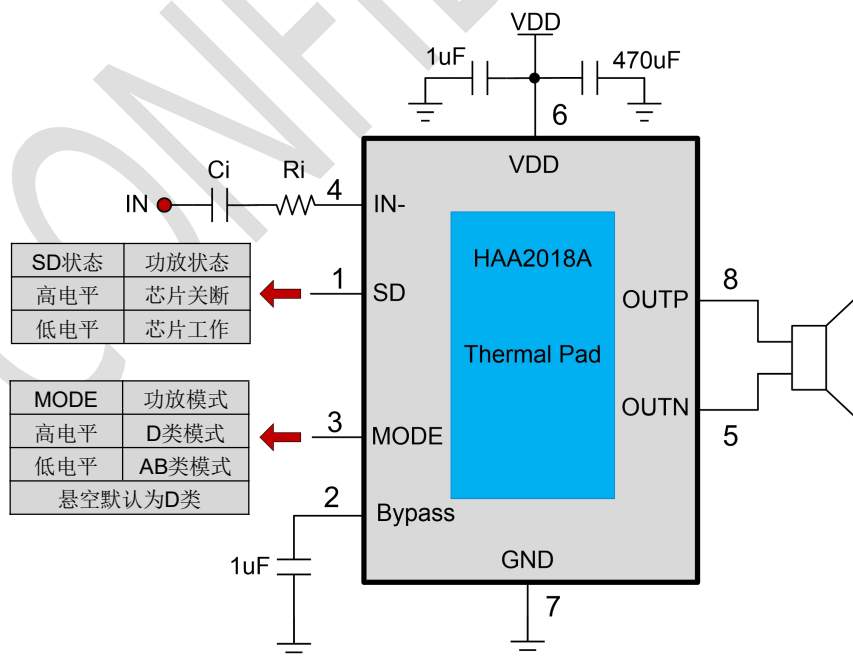 CONFI
VDD
1uF
470uF
6
VDD
Ci
Ri
4
IN
IN-
HAA2018A
Thermal Pad
SD状态 功放状态
高电平 芯片关断
低电平 芯片工作
1
SD
OUTP
8
MODE 功放模式
高电平 D类模式
低电平 AB类模式
悬空默认为D类
3
MODE
OUTN
5
2
Bypass
1uF
GND
7